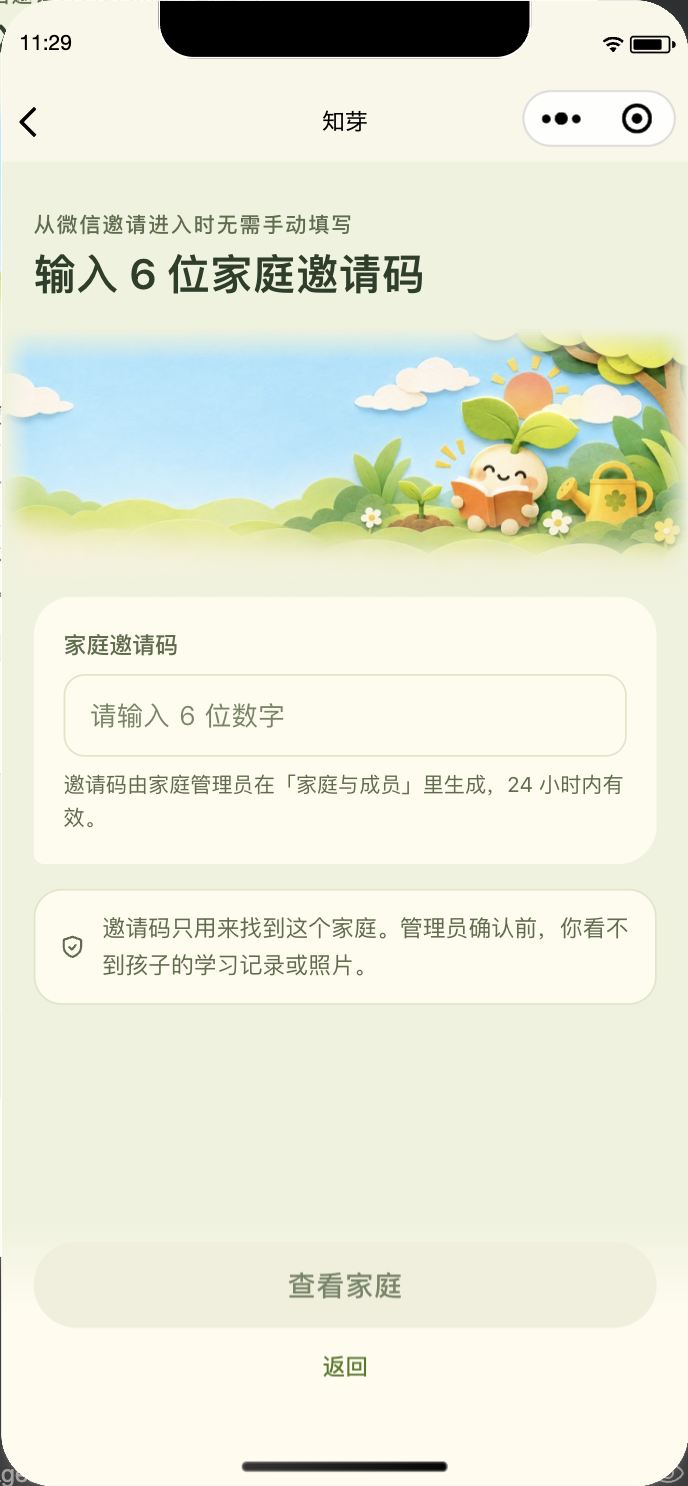 11:29
知芽
从微信邀请进入时无需手动填写
输入 6 位家庭邀请码
家庭邀请码
请输入 6 位数字
邀请码由家庭管理员在「家庭与成员」里生成，24 小时内有
效。
邀请码只用来找到这个家庭。管理员确认前，你看不
到孩子的学习记录或照片。
查看家庭
返回